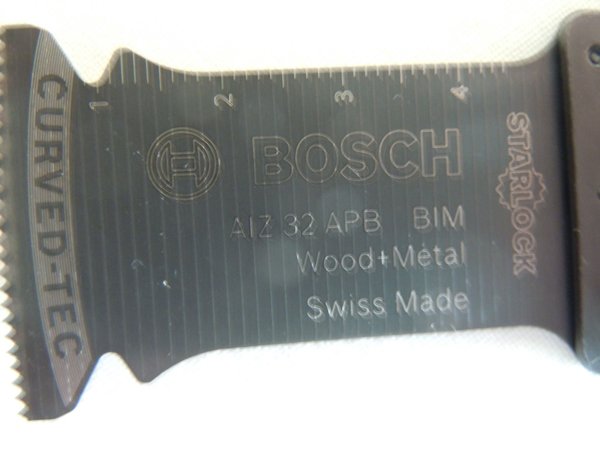 CURVED-TEC
1 2 3 4
BOSCH
AIZ 32 APB BIM
Wood+Metal
Swiss Made
STARLOCK